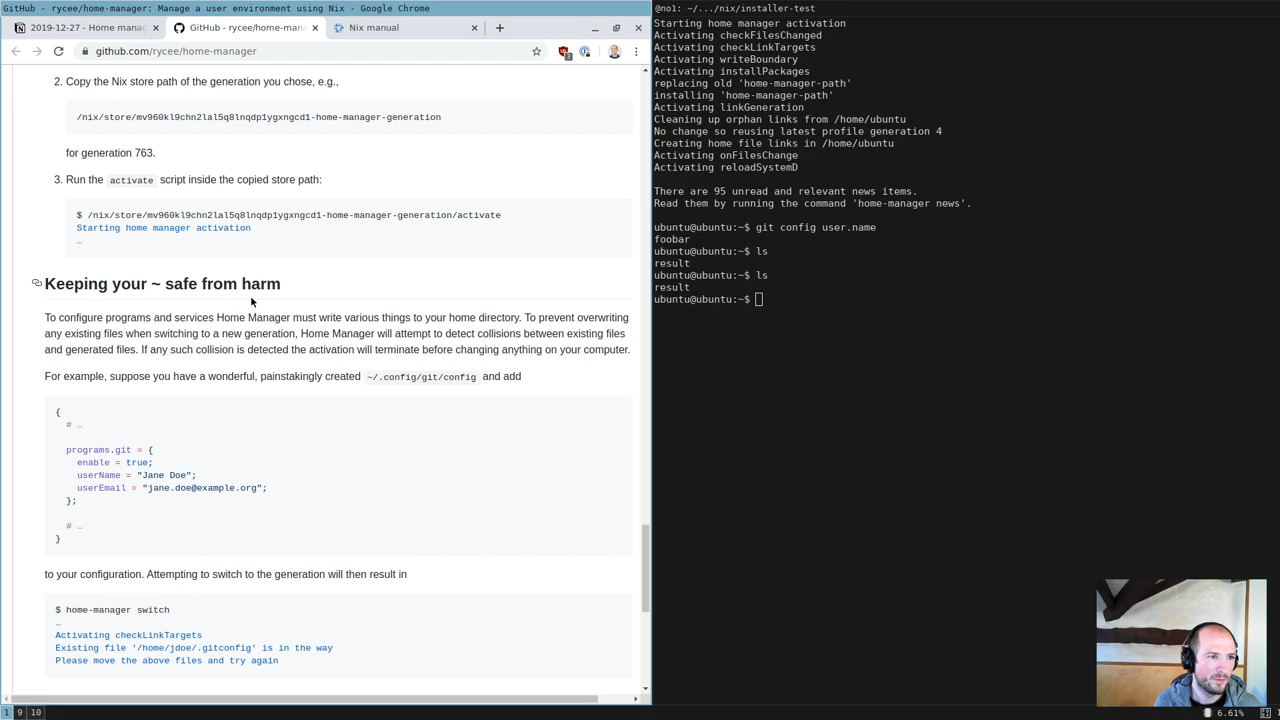 GitHub - rycee/home-manager: Manage a user environment using Nix - Google Chrome
2019-12-27 - Home manag
GitHub - rycee/home-man
Nix manual
github.com/rycee/home-manager
2. Copy the Nix store path of the generation you chose, e.g.,
/nix/store/mv960kl9chn2lal5q8lnqdp1ygxngcd1-home-manager-generation
for generation 763.
3. Run the activate script inside the copied store path:
$ /nix/store/mv960kl9chn2lal5q8lnqdp1ygxngcd1-home-manager-generation/activate
Starting home manager activation
…
Keeping your ~ safe from harm
To configure programs and services Home Manager must write various things to your home directory. To prevent overwriting
any existing files when switching to a new generation, Home Manager will attempt to detect collisions between existing files
and generated files. If any such collision is detected the activation will terminate before changing anything on your computer.
For example, suppose you have a wonderful, painstakingly created ~/.config/git/config and add
{
# …
programs.git = {
enable = true;
userName = "Jane Doe";
userEmail = "jane.doe@example.org";
};
# …
}
to your configuration. Attempting to switch to the generation will then result in
$ home-manager switch
…
Activating checkLinkTargets
Existing file '/home/jdoe/.gitconfig' is in the way
Please move the above files and try again
1 9 10
@no1: ~/.../nix/installer-test
Starting home manager activation
Activating checkFilesChanged
Activating checkLinkTargets
Activating writeBoundary
Activating installPackages
replacing old 'home-manager-path'
installing 'home-manager-path'
Activating linkGeneration
Cleaning up orphan links from /home/ubuntu
No change so reusing latest profile generation 4
Creating home file links in /home/ubuntu
Activating onFilesChange
Activating reloadSystemD
There are 95 unread and relevant news items.
Read them by running the command 'home-manager news'.
ubuntu@ubuntu:~$ git config user.name
foobar
ubuntu@ubuntu:~$ ls
result
ubuntu@ubuntu:~$ ls
result
ubuntu@ubuntu:~$
6.61%